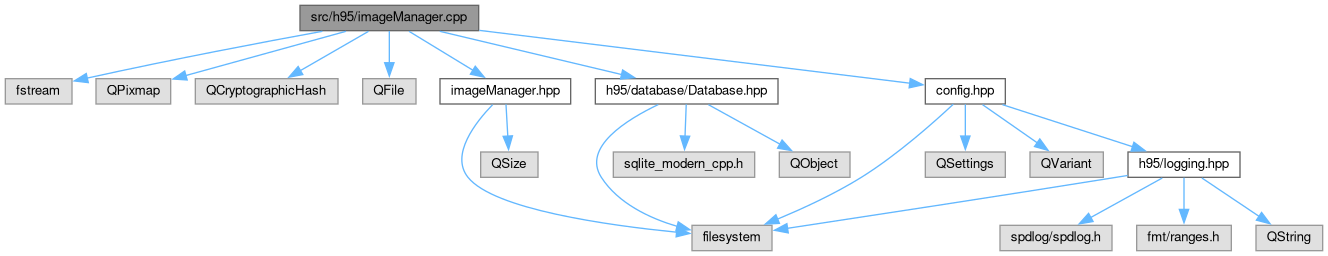 src/h95/imageManager.cpp
fstream
QPixmap
QCryptographicHash
QFile
imageManager.hpp
h95/database/Database.hpp
config.hpp
QSize
sqlite_modern_cpp.h
QObject
QSettings
QVariant
h95/logging.hpp
filesystem
spdlog/spdlog.h
fmt/ranges.h
QString